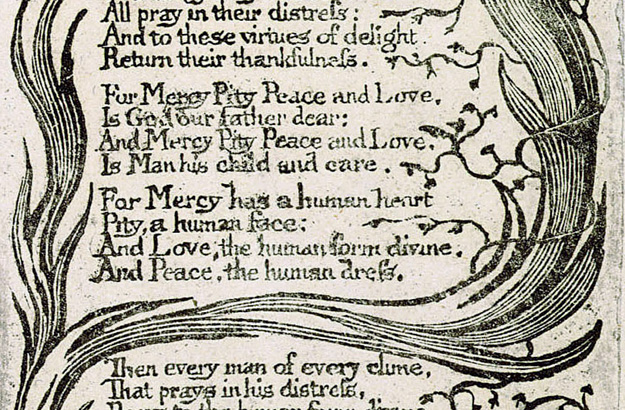 All pray in their distreſs:
And to these virtues of delight
Return their thankfulneſs.
For Mercy Pity Peace and Love,
Is God our father dear:
And Mercy Pity Peace and Love,
Is Man his child and care.
For Mercy has a human heart
Pity, a human face:
And Love, the human form divine,
And Peace, the human dreſs.
Then every man of every clime,
That prays in his distreſs,